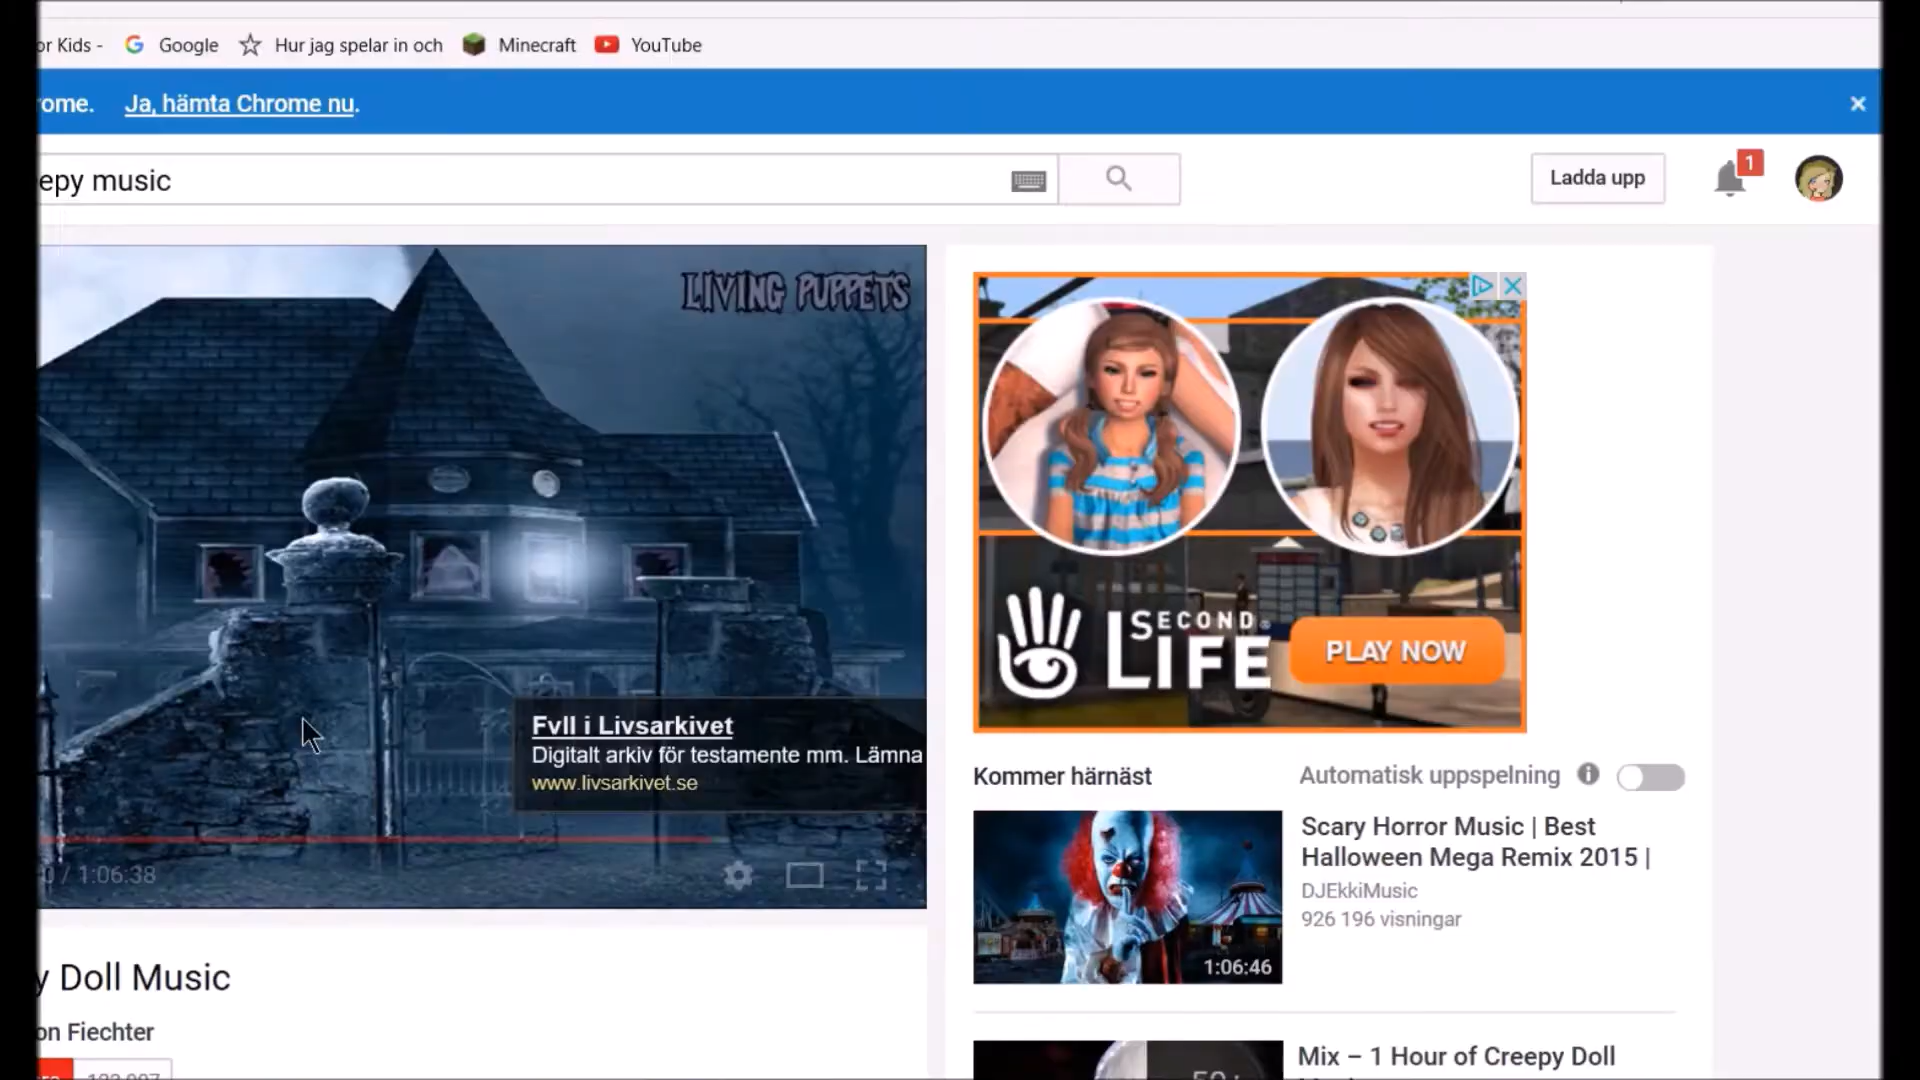 or Kids -
Google
Hur jag spelar in och
Minecraft
YouTube
rome. Ja, hämta Chrome nu.
epy music
Ladda upp
1
LIVING PUPPETS
Fvll i Livsarkivet
Digitalt arkiv för testamente mm. Lämna
www.livsarkivet.se
0 / 1:06:38
SECOND
LIFE
PLAY NOW
Kommer härnäst
Automatisk uppspelning
Scary Horror Music | Best
Halloween Mega Remix 2015 |
DJEkkiMusic
926 196 visningar
1:06:46
y Doll Music
on Fiechter
Mix – 1 Hour of Creepy Doll